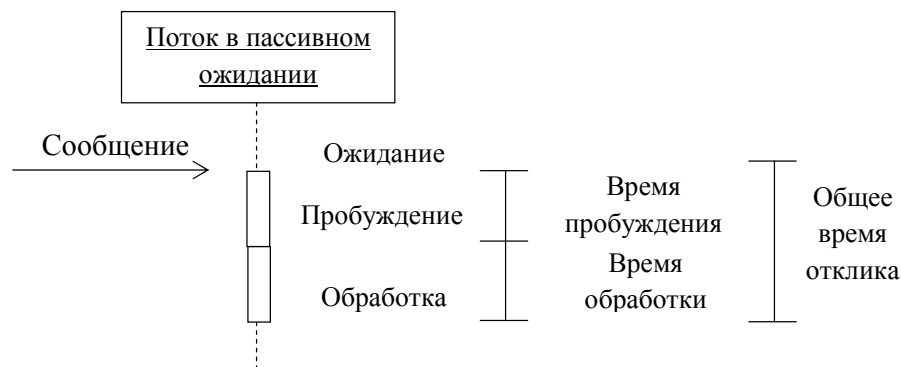 Поток в пассивном
ожидании
Сообщение
Ожидание
Пробуждение
Обработка
Время
пробуждения
Время
обработки
Общее
время
отклика